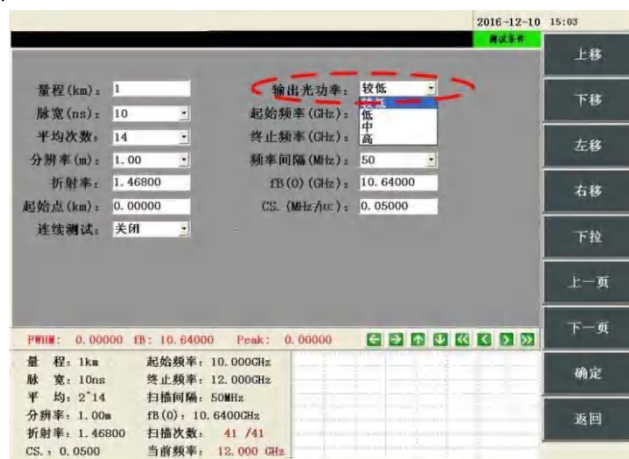 2016-12-10 15:03
测试条件
量程(km): 1
脉宽(ns): 10
平均次数: 14
分辨率(m): 1.00
折射率: 1.46800
起始点(km): 0.00000
连续测试: 关闭
输出光功率: 较低
较低
低
中
高
起始频率(GHz):
终止频率(GHz):
频率间隔(MHz): 50
fB(0)(GHz): 10.64000
CS. (MHz/με): 0.05000
上移
下移
左移
右移
下拉
上一页
下一页
确定
返回
FWHM: 0.00000 fB: 10.64000 Peak: 0.00000
量 程: 1km
脉 宽: 10ns
平 均: 2^14
分辨率: 1.00m
折射率: 1.46800
CS.: 0.0500
起始频率: 10.000GHz
终止频率: 12.000GHz
扫描间隔: 50MHz
fB(0): 10.6400GHz
扫描次数: 41 /41
当前频率: 12.000 GHz